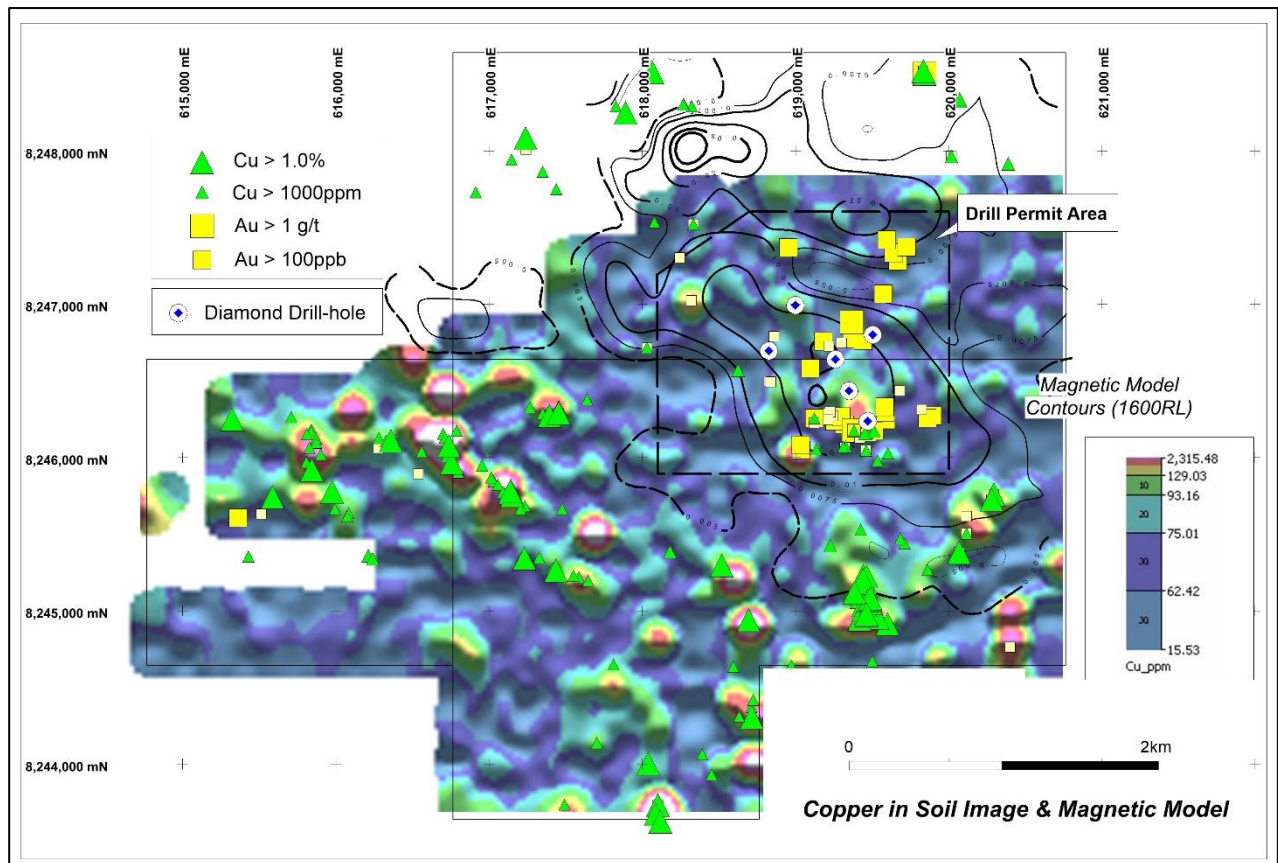 615,000 mE
616,000 mE
617,000 mE
618,000 mE
619,000 mE
620,000 mE
621,000 mE
8,248,000 mN
8,247,000 mN
8,246,000 mN
8,245,000 mN
8,244,000 mN
Cu > 1.0%
Cu > 1000ppm
Au > 1 g/t
Au > 100ppb
Diamond Drill-hole
Drill Permit Area
Magnetic Model
Contours (1600RL)
2,315.48
129.03
93.16
75.01
62.42
15.53
10
20
30
30
Cu_ppm
0
2km
Copper in Soil Image & Magnetic Model